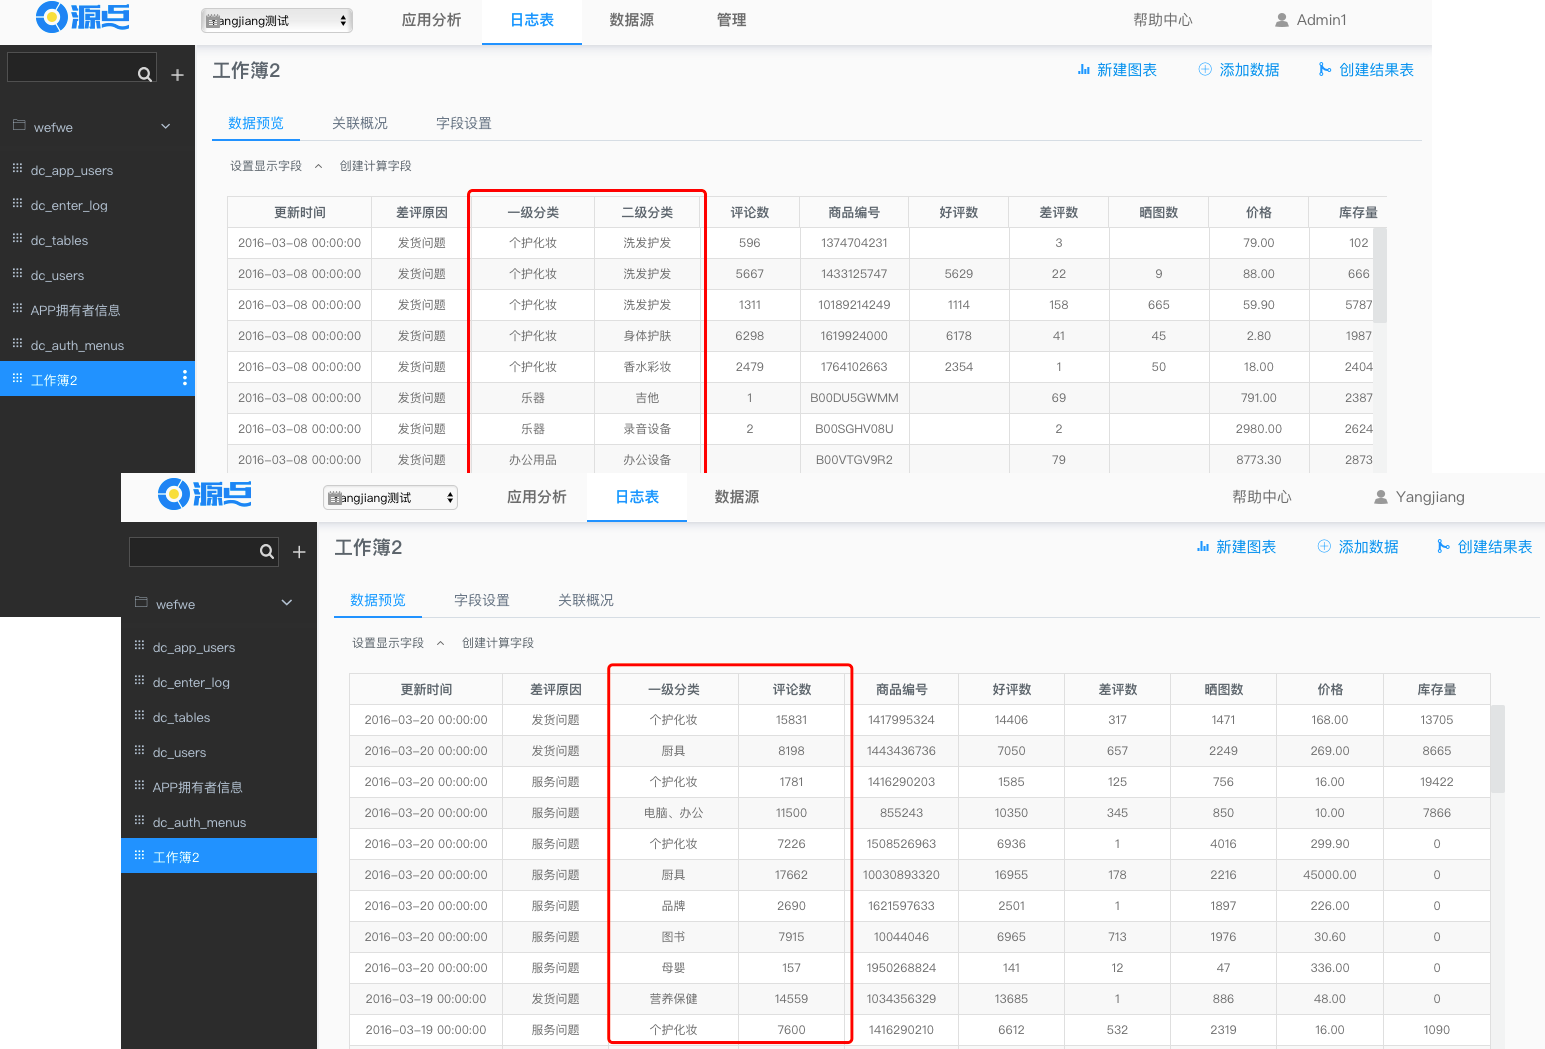 源点 angjiang测试 应用分析 日志表 数据源 管理 帮助中心 Admin1
工作簿2 新建图表 添加数据 创建结果表
wefwe
dc_app_users
dc_enter_log
dc_tables
dc_users
APP拥有者信息
dc_auth_menus
工作簿2
数据预览 关联概况 字段设置
设置显示字段 创建计算字段
更新时间 差评原因 一级分类 二级分类 评论数 商品编号 好评数 差评数 晒图数 价格 库存量
2016-03-08 00:00:00 发货问题 个护化妆 洗发护发 596 1374704231 3 79.00 102
2016-03-08 00:00:00 发货问题 个护化妆 洗发护发 5667 1433125747 5629 22 9 88.00 666
2016-03-08 00:00:00 发货问题 个护化妆 洗发护发 1311 10189214249 1114 158 665 59.90 5787
2016-03-08 00:00:00 发货问题 个护化妆 身体护肤 6298 1619924000 6178 41 45 2.80 1987
2016-03-08 00:00:00 发货问题 个护化妆 香水彩妆 2479 1764102663 2354 1 50 18.00 2404
2016-03-08 00:00:00 发货问题 乐器 吉他 1 B00DU5GWMM 69 791.00 2387
2016-03-08 00:00:00 发货问题 乐器 录音设备 2 B00SGHV08U 2 2980.00 2624
2016-03-08 00:00:00 发货问题 办公用品 办公设备 B00VTGV9R2 79 8773.30 2873
源点 angjiang测试 应用分析 日志表 数据源 帮助中心 Yangjiang
工作簿2 新建图表 添加数据 创建结果表
wefwe
dc_app_users
dc_enter_log
dc_tables
dc_users
APP拥有者信息
dc_auth_menus
工作簿2
数据预览 字段设置 关联概况
设置显示字段 创建计算字段
更新时间 差评原因 一级分类 评论数 商品编号 好评数 差评数 晒图数 价格 库存量
2016-03-20 00:00:00 发货问题 个护化妆 15831 1417995324 14406 317 1471 168.00 13705
2016-03-20 00:00:00 发货问题 厨具 8198 1443436736 7050 657 2249 269.00 8665
2016-03-20 00:00:00 服务问题 个护化妆 1781 1416290203 1585 125 756 16.00 19422
2016-03-20 00:00:00 服务问题 电脑、办公 11500 855243 10350 345 850 10.00 7866
2016-03-20 00:00:00 服务问题 个护化妆 7226 1508526963 6936 1 4016 299.90 0
2016-03-20 00:00:00 服务问题 厨具 17662 10030893320 16955 178 2216 45000.00 0
2016-03-20 00:00:00 服务问题 品牌 2690 1621597633 2501 1 1897 226.00 0
2016-03-20 00:00:00 服务问题 图书 7915 10044046 6965 713 1976 30.60 0
2016-03-20 00:00:00 服务问题 母婴 157 1950268824 141 12 47 336.00 0
2016-03-19 00:00:00 发货问题 营养保健 14559 1034356329 13685 1 886 48.00 0
2016-03-19 00:00:00 服务问题 个护化妆 7600 1416290210 6612 532 2319 16.00 1090